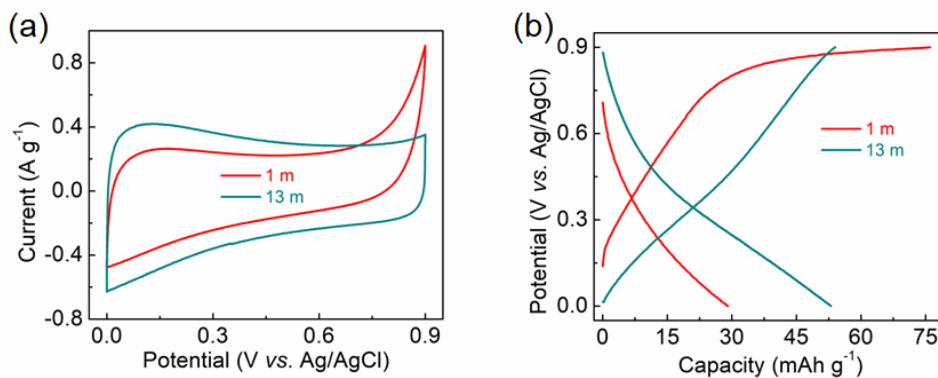 (a)
Current (A g⁻¹)
0.8
0.4
0.0
-0.4
-0.8
1 m
13 m
0.0 0.3 0.6 0.9
Potential (V vs. Ag/AgCl)
(b)
Potential (V vs. Ag/AgCl)
0.9
0.6
0.3
0.0
1 m
13 m
0 15 30 45 60 75
Capacity (mAh g⁻¹)